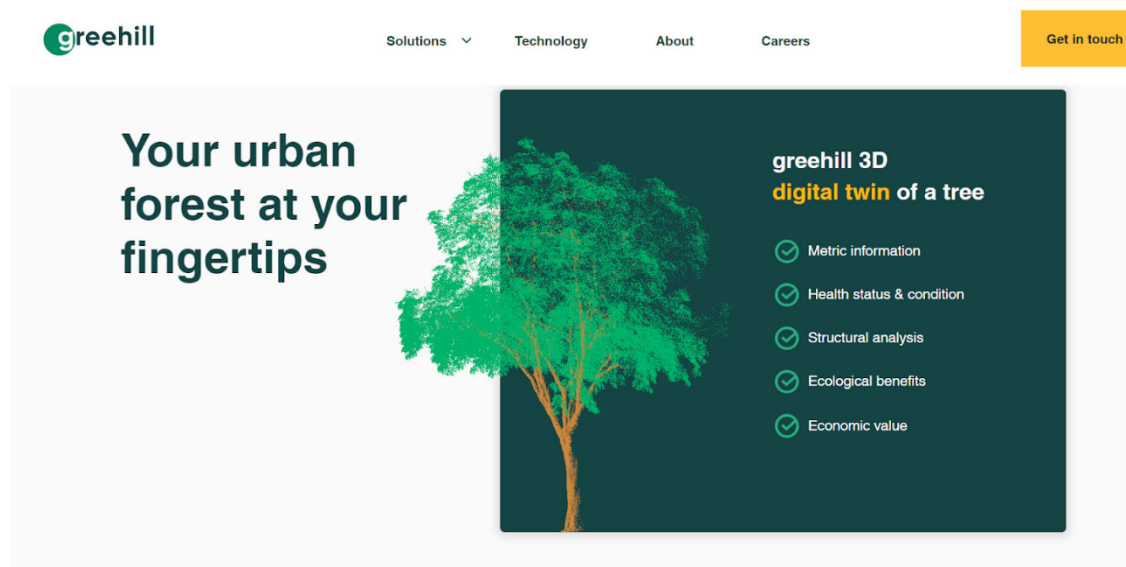 greehill
Solutions
Technology
About
Careers
Get in touch
Your urban
forest at your
fingertips
greehill 3D
digital twin of a tree
Metric information
Health status & condition
Structural analysis
Ecological benefits
Economic value